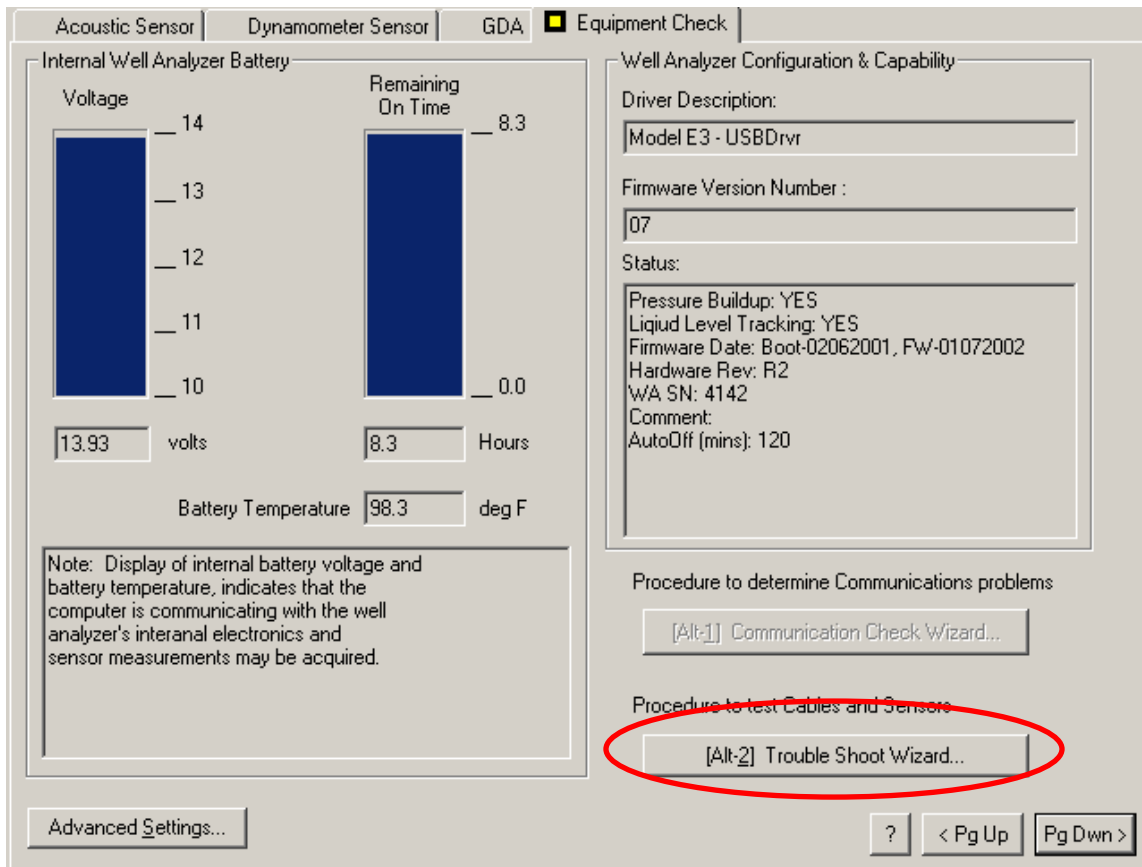 Acoustic Sensor
Dynamometer Sensor
GDA
Equipment Check
Internal Well Analyzer Battery
Voltage
Remaining
On Time
14
13
12
11
10
8.3
0.0
13.93 volts
8.3 Hours
Battery Temperature 98.3 deg F
Note: Display of internal battery voltage and
battery temperature, indicates that the
computer is communicating with the well
analyzer's interanal electronics and
sensor measurements may be acquired.
Well Analyzer Configuration & Capability
Driver Description:
Model E3 - USBDrvr
Firmware Version Number :
07
Status:
Pressure Buildup: YES
Liqiud Level Tracking: YES
Firmware Date: Boot-02062001, FW-01072002
Hardware Rev: R2
WA SN: 4142
Comment:
AutoOff (mins): 120
Procedure to determine Communications problems
[Alt-1] Communication Check Wizard...
Procedure to test Cables and Sensors
[Alt-2] Trouble Shoot Wizard...
Advanced Settings...
?
< Pg Up
Pg Dwn >